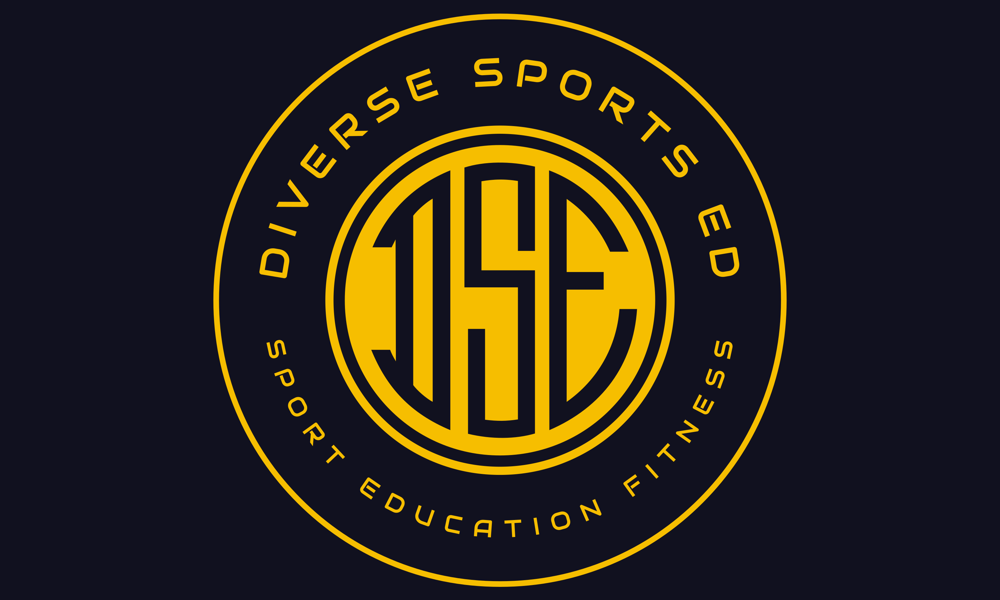 DIVERSE SPORTS ED
DSE
SPORT EDUCATION FITNESS